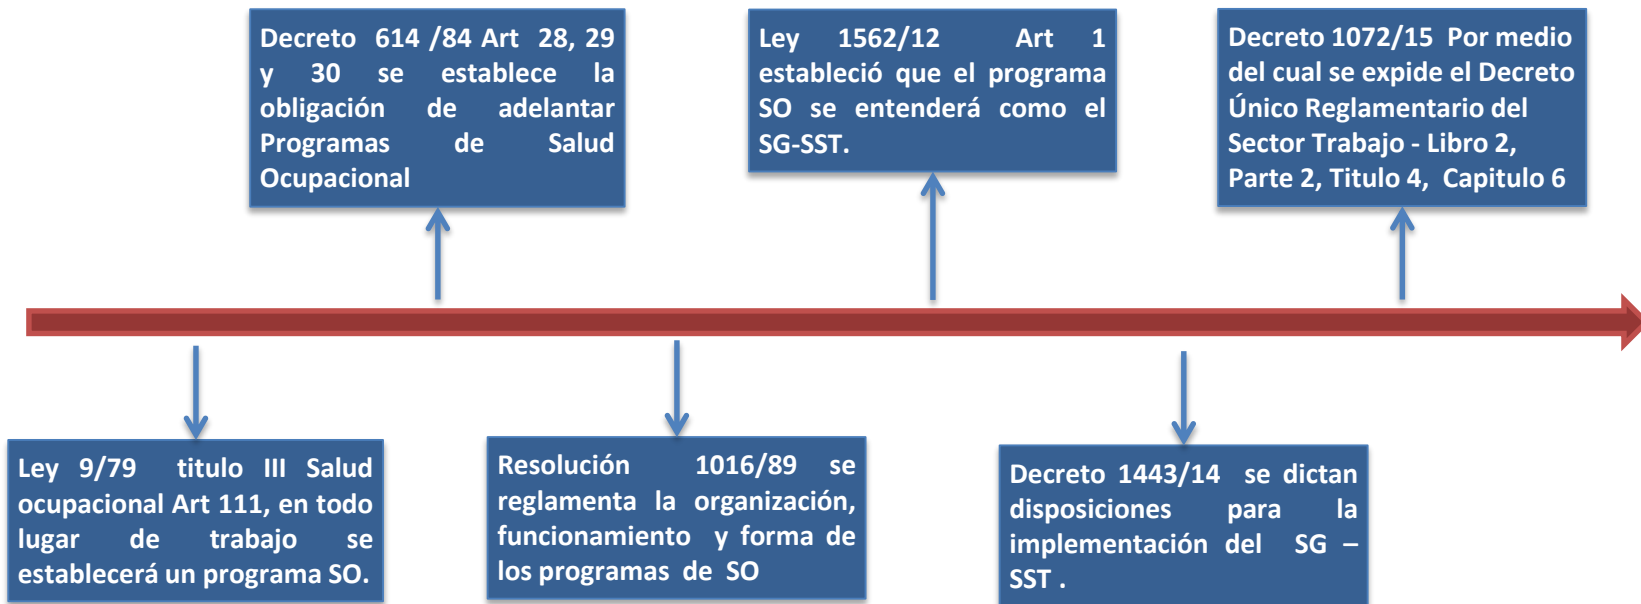 Decreto 614 /84 Art 28, 29
y 30 se establece la
obligación de adelantar
Programas de Salud
Ocupacional
Ley 1562/12 Art 1
estableció que el programa
SO se entenderá como el
SG-SST.
Decreto 1072/15 Por medio
del cual se expide el Decreto
Único Reglamentario del
Sector Trabajo - Libro 2,
Parte 2, Titulo 4, Capitulo 6
Ley 9/79 titulo III Salud
ocupacional Art 111, en todo
lugar de trabajo se
establecerá un programa SO.
Resolución 1016/89 se
reglamenta la organización,
funcionamiento y forma de
los programas de SO
Decreto 1443/14 se dictan
disposiciones para la
implementación del SG –
SST .